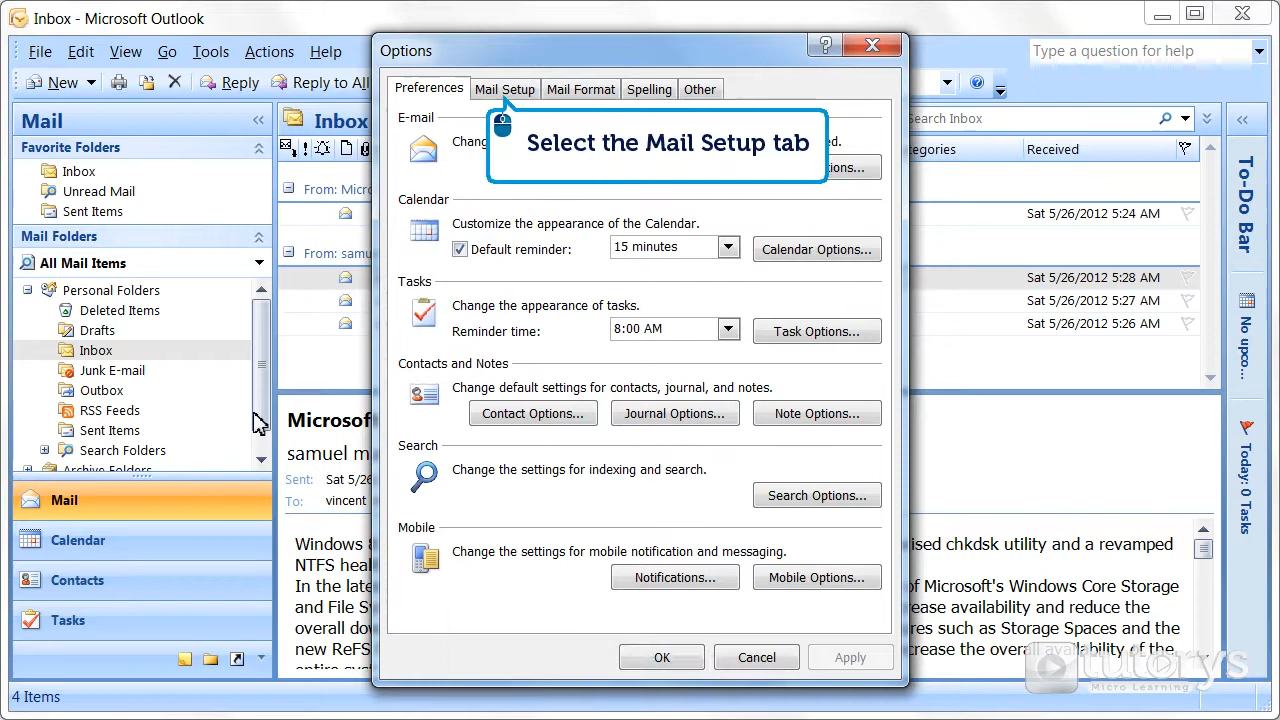 Inbox - Microsoft Outlook
File Edit View Go Tools Actions Help
Type a question for help
New Reply Reply to All
Options
Preferences Mail Setup Mail Format Spelling Other
Select the Mail Setup tab
E-mail
Calendar
Customize the appearance of the Calendar.
Default reminder: 15 minutes Calendar Options...
Tasks
Change the appearance of tasks.
Reminder time: 8:00 AM Task Options...
Contacts and Notes
Change default settings for contacts, journal, and notes.
Contact Options... Journal Options... Note Options...
Search
Change the settings for indexing and search.
Search Options...
Mobile
Change the settings for mobile notification and messaging.
Notifications... Mobile Options...
OK Cancel Apply
Mail
Favorite Folders
Inbox
Unread Mail
Sent Items
Mail Folders
All Mail Items
Personal Folders
Deleted Items
Drafts
Inbox
Junk E-mail
Outbox
RSS Feeds
Sent Items
Search Folders
Archive Folders
Mail
Calendar
Contacts
Tasks
4 Items
Inbox
Search Inbox
Received
From: Micro
Sat 5/26/2012 5:24 AM
From: samu
Sat 5/26/2012 5:28 AM
Sat 5/26/2012 5:27 AM
Sat 5/26/2012 5:26 AM
Microsof
samuel m
Sent: Sat 5/26
To: vincent
Windows 8
ised chkdsk utility and a revamped
NTFS heal
In the late
of Microsoft's Windows Core Storage
and File Sy
ease availability and reduce the
overall dow
res such as Storage Spaces and the
new ReFS
crease the overall availability of
To-Do Bar
No upco...
Today: 0 Tasks
tutorys
Micro Learning